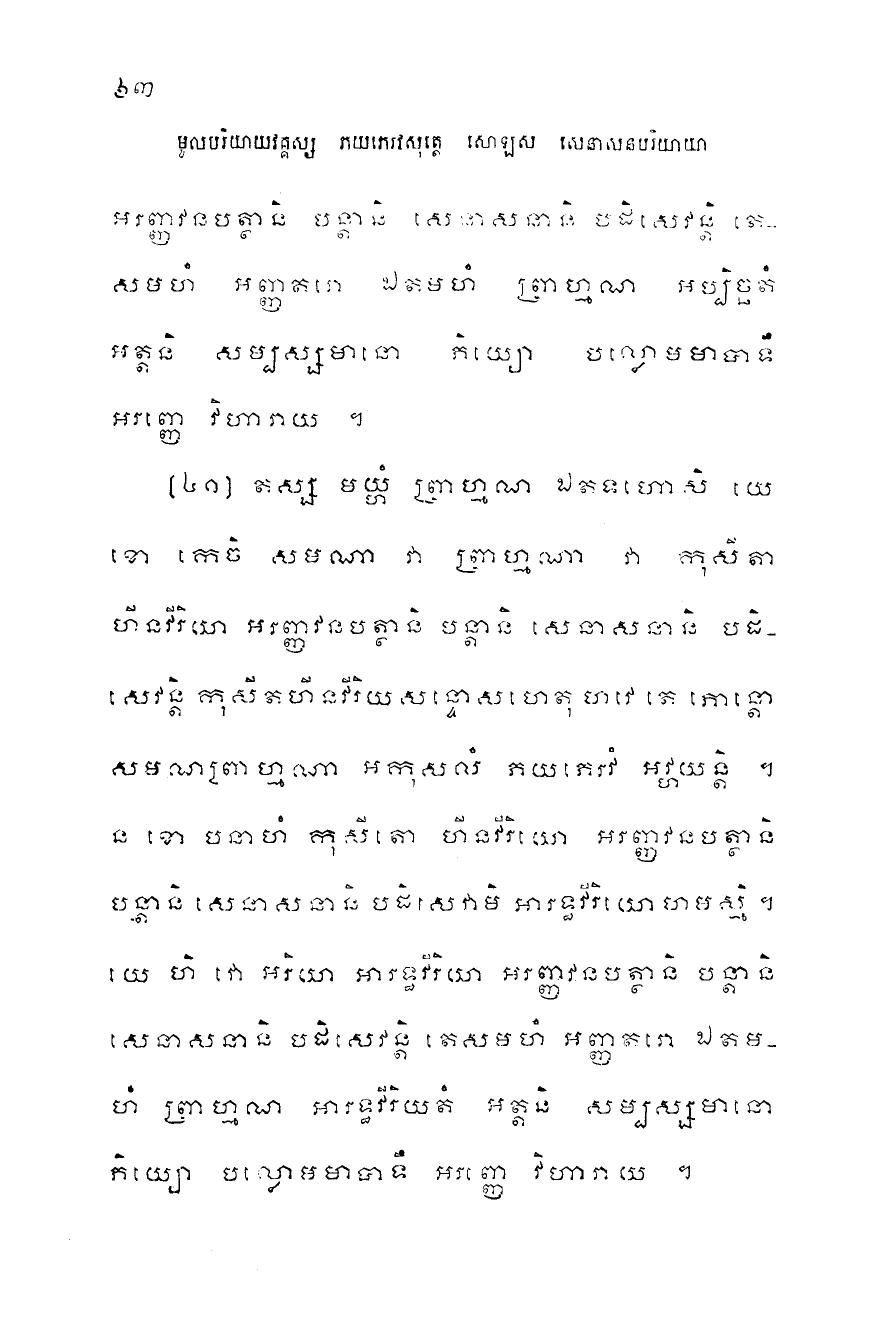 ៦៣
មូលបរិយាយវគ្គស្ស ភយភេរវសុត្តេ សោឡស សេនាសនបរិយាយា
អរញ្ញវនបត្ថានិ បន្តានិ សេនាសនានិ បដិសេវន្តិ តេ-
សមហំ អញ្ញតរោ ឯតមហំ ព្រាហ្មណ អប្បិច្ឆតំ
អត្តនិ សម្បស្សមានោ ភិយ្យោ បល្លោមមាបាទឹ
អរញ្ញេ វិហារាយ ។
(៤០) តស្ស មយ្ហំ ព្រាហ្មណ ឯតទហោសិ យេ
ខោ កេចិ សមណា វា ព្រាហ្មណា វា កុសីតា
ហីនវីរិយា អរញ្ញវនបត្ថានិ បន្តានិ សេនាសនានិ បដិ-
សេវន្តិ កុសីតហីនវីរិយសន្ទោសហេតុ ហវេ តេ ភោន្តោ
សមណព្រាហ្មណា អកុសលំ ភយភេរវំ អវ្ហយន្តិ ។
ន ខោ បនាហំ កុសីតោ ហីនវីរិយោ អរញ្ញវនបត្ថានិ
បន្តានិ សេនាសនានិ បដិសេវាមិ អារទ្ធវីរិយោហមស្មិ ។
យេ ហិ វោ អរិយា អារទ្ធវីរិយា អរញ្ញវនបត្ថានិ បន្តានិ
សេនាសនានិ បដិសេវន្តិ តេសមហំ អញ្ញតរោ ឯតម-
ហំ ព្រាហ្មណ អារទ្ធវីរិយតំ អត្តនិ សម្បស្សមានោ
ភិយ្យោ បល្លោមមាបាទឹ អរញ្ញេ វិហារាយ ។